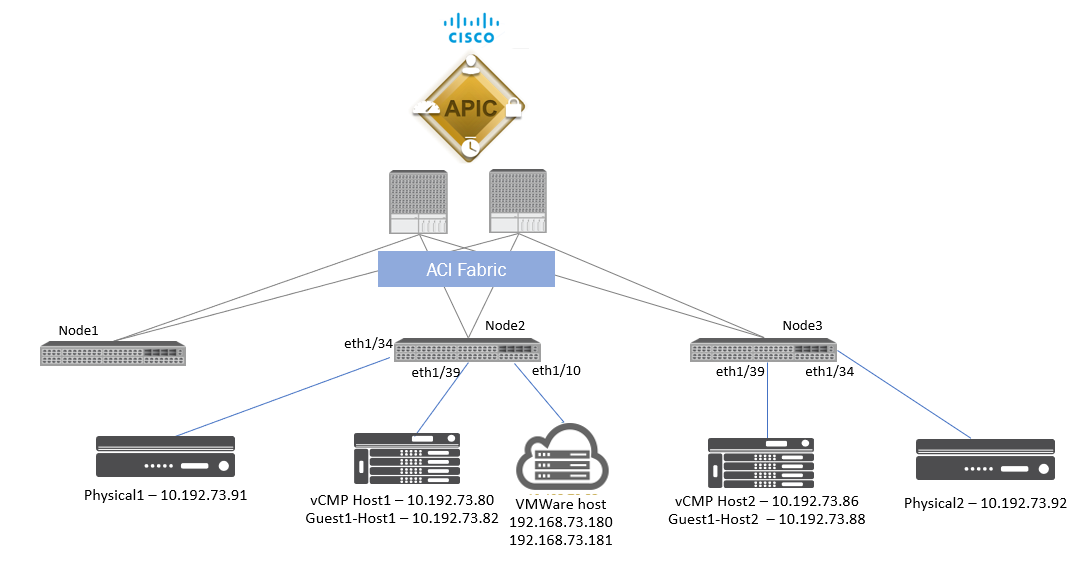 CISCO
APIC
ACI Fabric
Node1
Node2
Node3
eth1/34
eth1/39
eth1/10
eth1/39
eth1/34
Physical1 – 10.192.73.91
vCMP Host1 – 10.192.73.80
Guest1-Host1 – 10.192.73.82
VMWare host
192.168.73.180
192.168.73.181
vCMP Host2 – 10.192.73.86
Guest1-Host2 – 10.192.73.88
Physical2 – 10.192.73.92